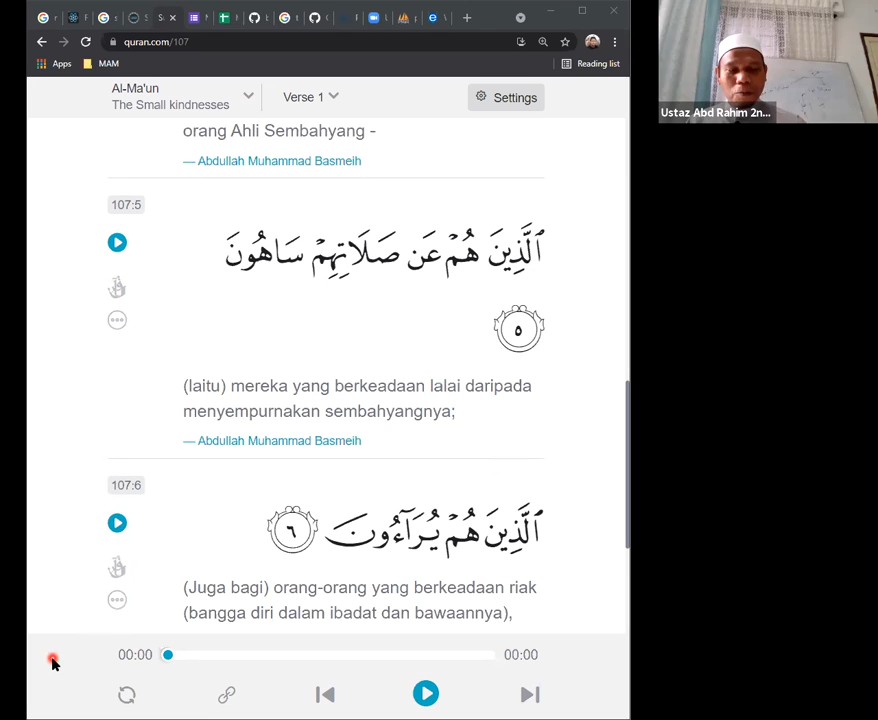 quran.com/107
Apps
MAM
Reading list
Al-Ma'un
The Small kindnesses
Verse 1
Settings
Ustaz Abd Rahim 2n...
orang Ahli Sembahyang -
— Abdullah Muhammad Basmeih
107:5
ٱلَّذِينَ هُمْ عَن صَلَاتِهِمْ سَاهُونَ
٥
(laitu) mereka yang berkeadaan lalai daripada
menyempurnakan sembahyangnya;
— Abdullah Muhammad Basmeih
107:6
ٱلَّذِينَ هُمْ يُرَآءُونَ ٦
(Juga bagi) orang-orang yang berkeadaan riak
(bangga diri dalam ibadat dan bawaannya),
00:00
00:00